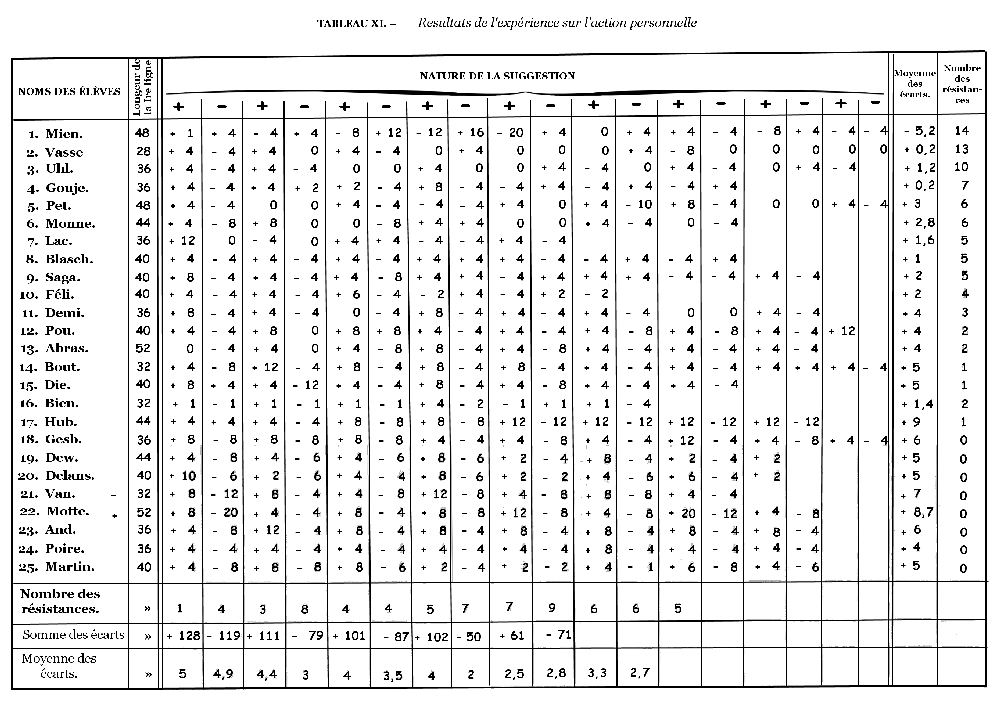 TABLEAU XI. – Resultats de l'expérience sur l'action personnelle
NOMS DES ÉLÈVES Longueur de la 1re ligne NATURE DE LA SUGGESTION Moyenne des écarts. Nombre des résistances
+ – + – + – + – + – + – + – + – + –
1. Mien. 48 + 1 + 4 – 4 + 4 – 8 + 12 – 12 + 16 – 20 + 4 0 + 4 + 4 – 4 – 8 + 4 – 4 – 4 – 5,2 14
2. Vasse 28 + 4 – 4 + 4 0 + 4 – 4 0 + 4 0 0 0 + 4 – 8 0 0 0 0 0 + 0,2 13
3. Uhl. 36 + 4 – 4 + 4 – 4 0 0 + 4 0 0 + 4 – 4 0 + 4 – 4 0 + 4 – 4 + 1,2 10
4. Gouje. 36 + 4 – 4 + 4 + 2 + 2 – 4 + 8 – 4 – 4 + 4 – 4 + 4 – 4 + 4 + 0,2 7
5. Pet. 48 + 4 – 4 0 0 + 4 – 4 – 4 – 4 + 4 0 + 4 – 10 + 8 – 4 0 0 + 4 – 4 + 3 6
6. Monne. 44 + 4 – 8 + 8 0 0 – 8 + 4 + 4 0 0 + 4 – 4 0 – 4 + 2,8 6
7. Lac. 36 + 12 0 – 4 0 + 4 + 4 – 4 – 4 + 4 – 4 + 1,6 5
8. Blasch. 40 + 4 – 4 + 4 – 4 + 4 – 4 + 4 + 4 + 4 – 4 – 4 + 4 – 4 + 4 + 1 5
9. Saga. 40 + 8 – 4 + 4 – 4 + 4 – 8 + 4 + 4 – 4 + 4 + 4 + 4 – 4 – 4 + 4 – 4 + 2 5
10. Féli. 40 + 4 – 4 + 4 – 4 + 6 – 4 – 2 + 4 – 4 + 2 – 2 + 2 4
11. Demi. 36 + 8 – 4 + 4 – 4 0 – 4 + 8 – 4 + 4 – 4 + 4 – 4 0 0 + 4 – 4 + 4 3
12. Pou. 40 + 4 – 4 + 8 0 + 8 + 8 + 4 – 4 + 4 – 4 + 4 – 8 + 4 – 8 + 4 – 4 + 12 + 4 2
13. Abras. 52 0 – 4 + 4 0 + 4 – 8 + 8 – 4 + 4 – 8 + 4 – 4 + 4 – 4 + 4 – 4 + 4 2
14. Bout. 32 + 4 – 8 + 12 – 4 + 8 – 4 + 8 – 4 + 8 – 4 + 4 – 4 + 4 – 4 + 4 + 4 + 4 – 4 + 5 1
15. Die. 40 + 8 + 4 + 4 – 12 + 4 – 4 + 8 – 4 + 4 – 8 + 4 – 4 + 4 – 4 + 5 1
16. Bien. 32 + 1 – 1 + 1 – 1 + 1 – 1 + 4 – 2 – 1 + 1 + 1 – 4 + 1,4 2
17. Hub. 44 + 4 + 4 + 4 – 4 + 8 – 8 + 8 – 8 + 12 – 12 + 12 – 12 + 12 – 12 + 12 – 12 + 9 1
18. Gesb. 36 + 8 – 8 + 8 – 8 + 8 – 8 + 4 – 4 + 4 – 8 + 4 – 4 + 12 – 4 + 4 – 8 + 4 – 4 + 6 0
19. Dew. 44 + 4 – 8 + 4 – 6 + 4 – 6 + 8 – 6 + 2 – 4 + 8 – 4 + 2 – 4 + 2 + 5 0
20. Delans. 40 + 10 – 6 + 2 – 6 + 4 – 4 + 8 – 6 + 2 – 2 + 4 – 6 + 6 – 4 + 2 + 5 0
21. Van. – 32 + 8 – 12 + 8 – 4 + 4 – 8 + 12 – 8 + 4 – 8 + 8 – 8 + 4 – 4 + 7 0
22. Motte. 52 + 8 – 20 + 4 – 4 + 8 – 4 + 8 – 8 + 12 – 8 + 4 – 8 + 20 – 12 + 4 – 8 + 8,7 0
23. And. 36 + 4 – 8 + 12 – 4 + 8 – 4 + 8 – 4 + 8 – 4 + 8 – 4 + 8 – 4 + 8 – 4 + 6 0
24. Poire. 36 + 4 – 4 + 4 – 4 + 4 – 4 + 4 – 4 + 4 – 4 + 8 – 4 + 4 – 4 + 4 – 4 + 4 0
25. Martin. 40 + 4 – 8 + 8 – 8 + 8 – 6 + 2 – 4 + 2 – 2 + 4 – 1 + 6 – 8 + 4 – 6 + 5 0
Nombre des
résistances. » 1 4 3 8 4 4 5 7 7 9 6 6 5
Somme des écarts » + 128 – 119 + 111 – 79 + 101 – 87 + 102 – 50 + 61 – 71
Moyenne des
écarts. » 5 4,9 4,4 3 4 3,5 4 2 2,5 2,8 3,3 2,7